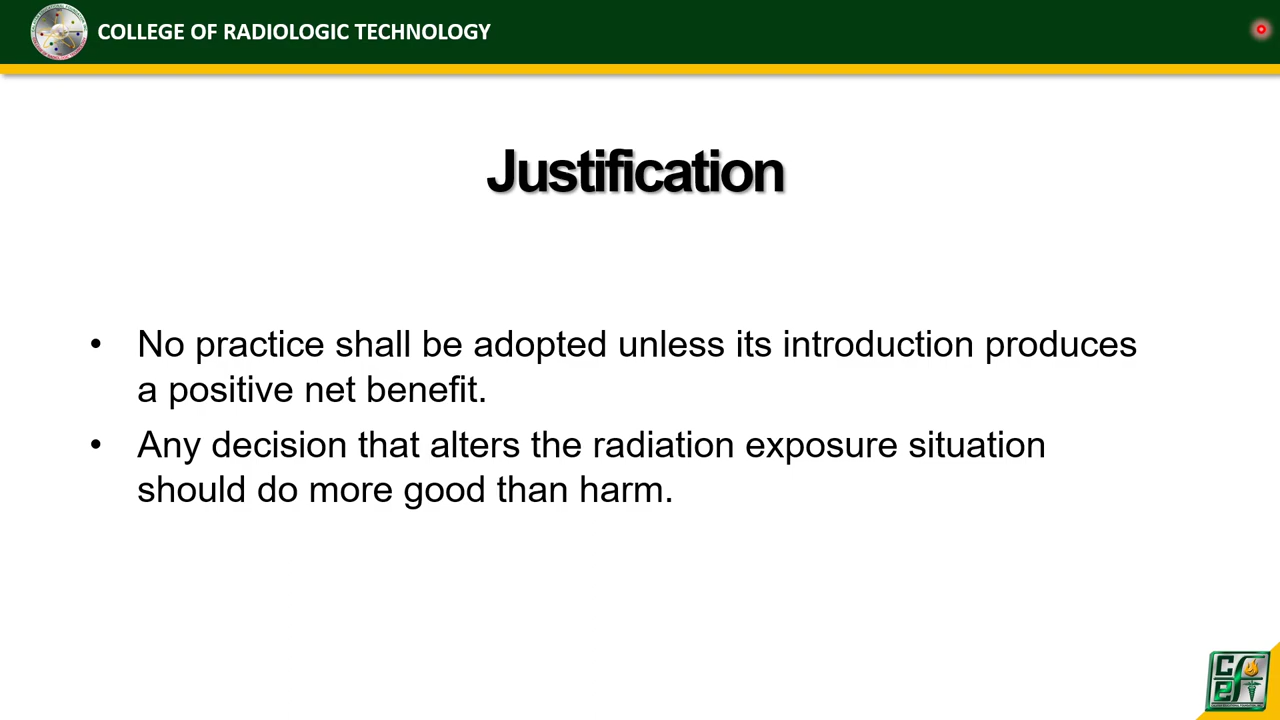 COLLEGE OF RADIOLOGIC TECHNOLOGY
Justification
• No practice shall be adopted unless its introduction produces
a positive net benefit.
• Any decision that alters the radiation exposure situation
should do more good than harm.